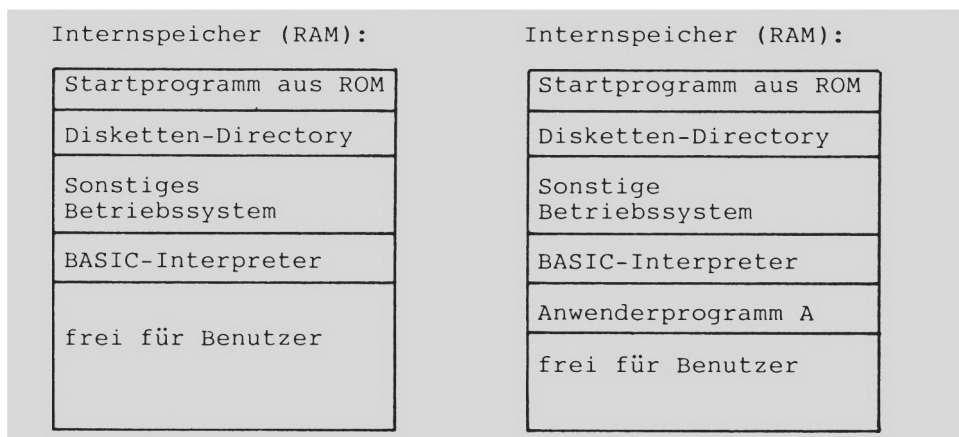 Internspeicher (RAM):
Startprogramm aus ROM
Disketten-Directory
Sonstiges
Betriebssystem
BASIC-Interpreter
frei für Benutzer
Internspeicher (RAM):
Startprogramm aus ROM
Disketten-Directory
Sonstige
Betriebssystem
BASIC-Interpreter
Anwenderprogramm A
frei für Benutzer